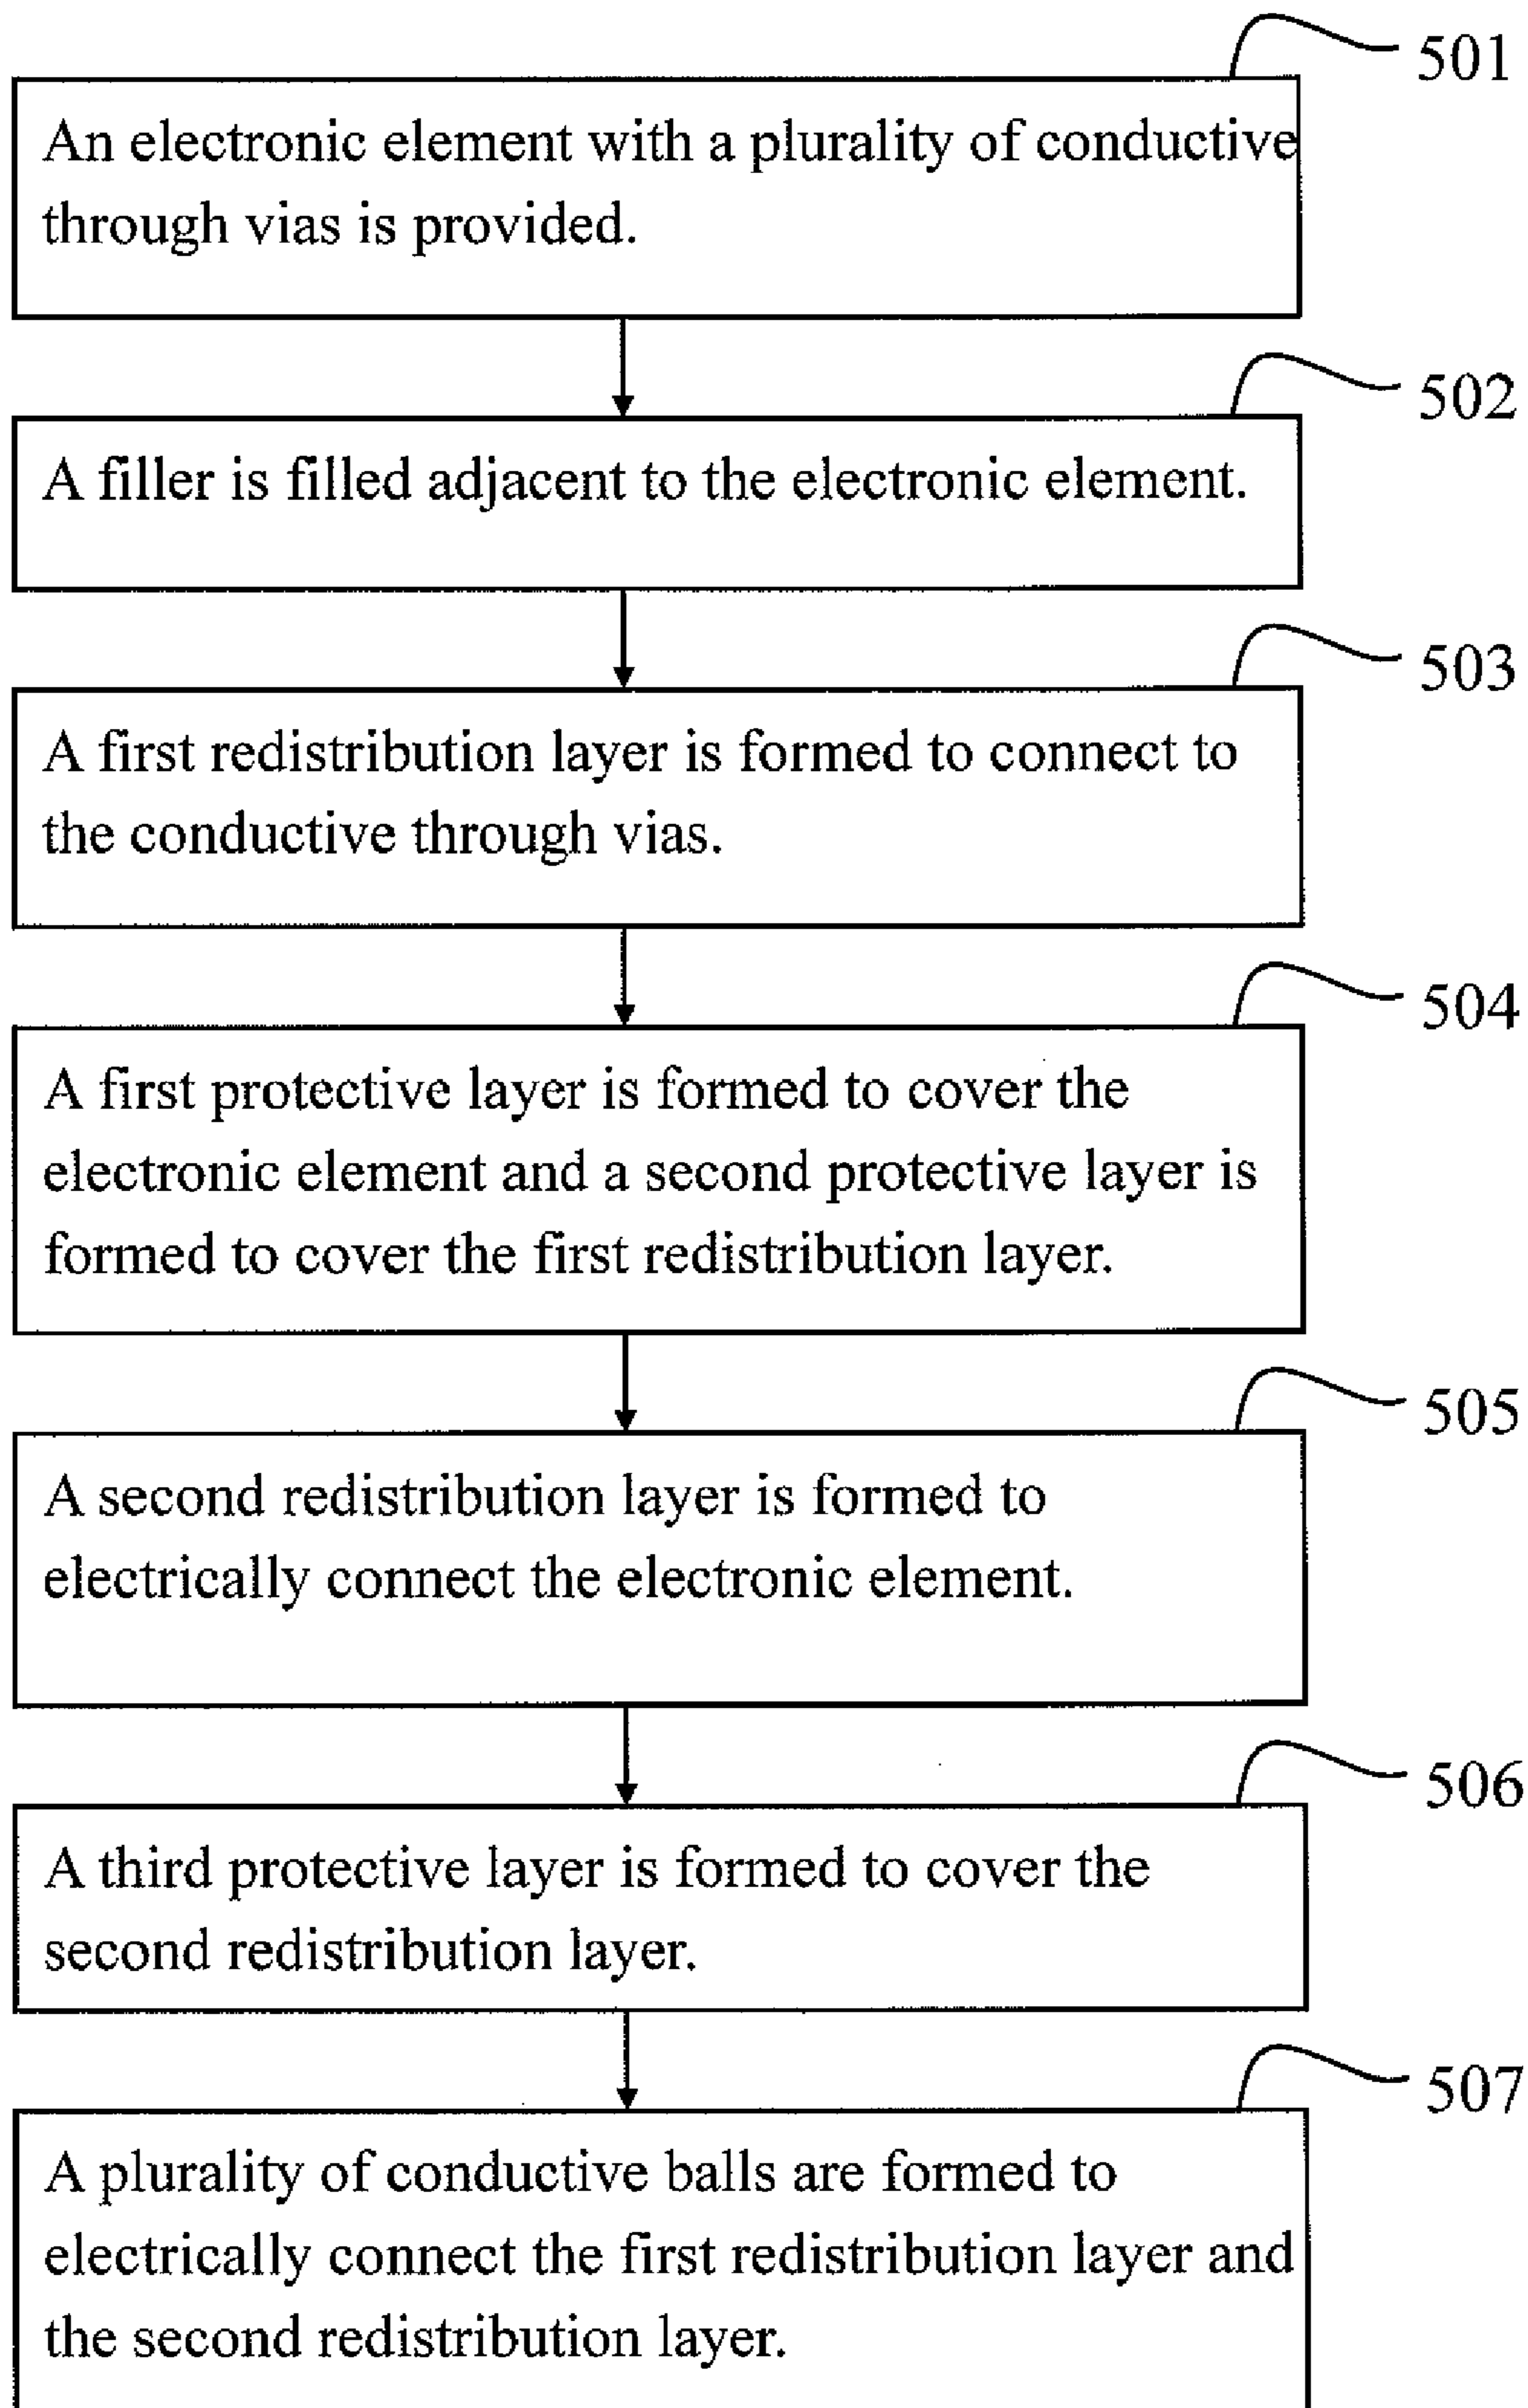 501
An electronic element with a plurality of conductive
through vias is provided.
502
A filler is filled adjacent to the electronic element.
503
A first redistribution layer is formed to connect to
the conductive through vias.
504
A first protective layer is formed to cover the
electronic element and a second protective layer is
formed to cover the first redistribution layer.
505
A second redistribution layer is formed to
electrically connect the electronic element.
506
A third protective layer is formed to cover the
second redistribution layer.
507
A plurality of conductive balls are formed to
electrically connect the first redistribution layer and
the second redistribution layer.